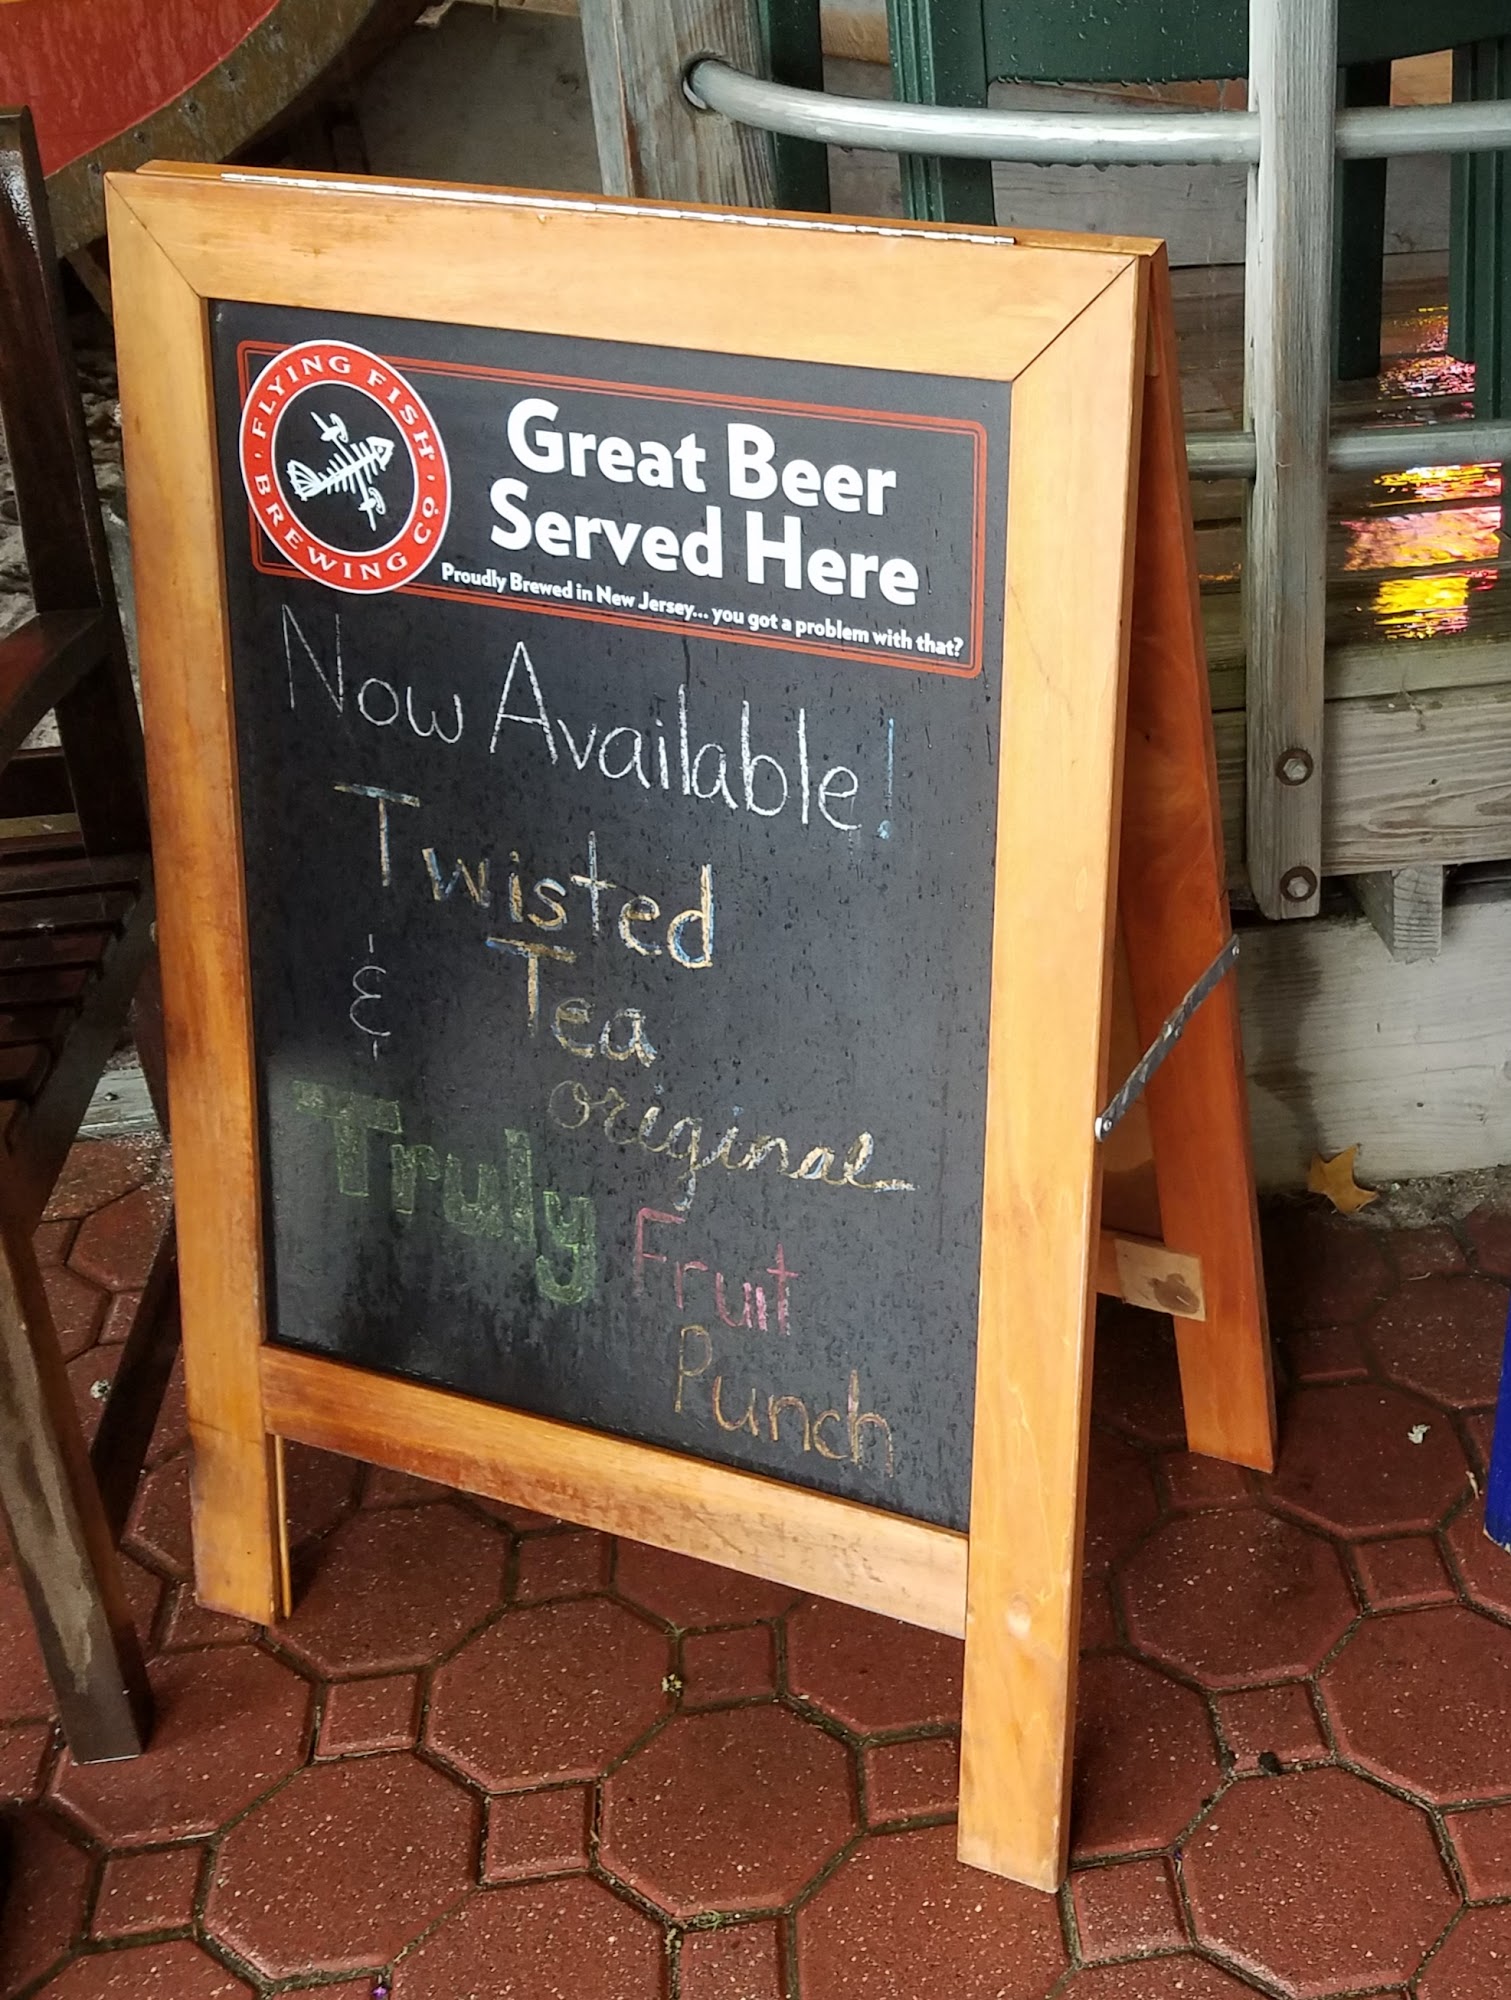 FLYING FISH · BREWING CO. ·
Great Beer
Served Here
Proudly Brewed in New Jersey... you got a problem with that?
Now Available!
Twisted
& Tea
original
Truly Fruit
Punch